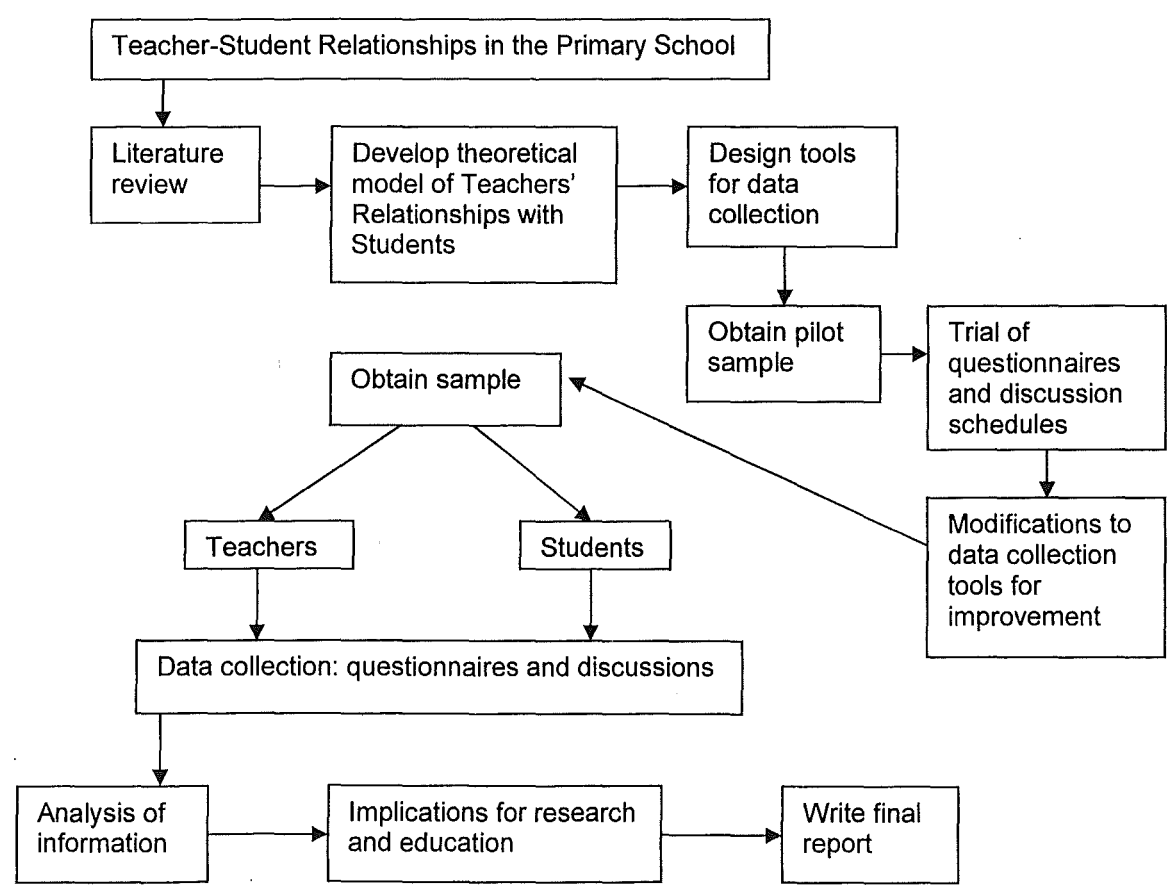 Teacher-Student Relationships in the Primary School
Literature
review
Develop theoretical
model of Teachers'
Relationships with
Students
Design tools
for data
collection
Obtain pilot
sample
Trial of
questionnaires
and discussion
schedules
Modifications to
data collection
tools for
improvement
Obtain sample
Teachers
Students
Data collection: questionnaires and discussions
Analysis of
information
Implications for research
and education
Write final
report